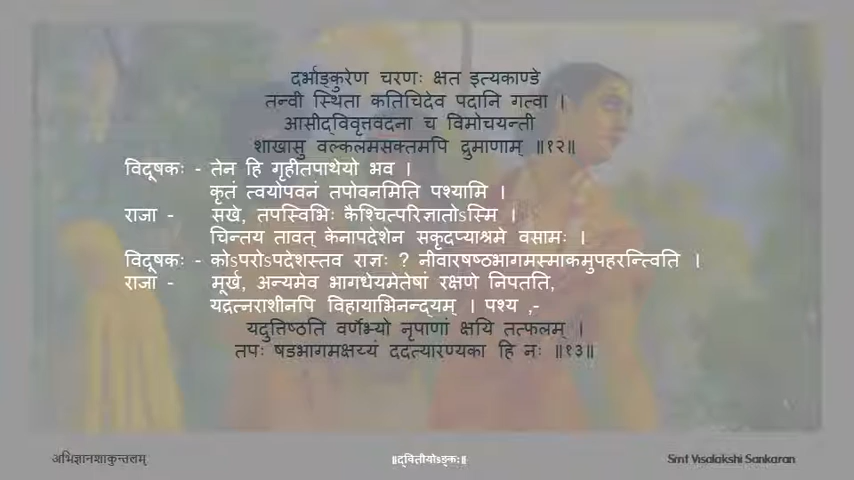 दर्भाङ्कुरेण चरणः क्षत इत्यकाण्डे
तन्वी स्थिता कतिचिदेव पदानि गत्वा ।
आसीद्विवृत्तवदना च विमोचयन्ती
शाखासु वल्कलमसक्तमपि द्रुमाणाम् ॥१२॥
विदूषकः - तेन हि गृहीतपाथेयो भव ।
कृतं त्वयोपवनं तपोवनमिति पश्यामि ।
राजा - सखे, तपस्विभिः कैश्चित्परिज्ञातोऽस्मि ।
चिन्तय तावत् केनापदेशेन सकृदप्याश्रमे वसामः ।
विदूषकः - कोऽपरोऽपदेशस्तव राज्ञः ? नीवारषष्ठभागमस्माकमुपहरन्त्विति ।
राजा - मूर्ख, अन्यमेव भागधेयमेतेषां रक्षणे निपतति,
यद्रत्नराशीनपि विहायाभिनन्द्यम् । पश्य ,-
यदुत्तिष्ठति वर्णेभ्यो नृपाणां क्षयि तत्फलम् ।
तपः षडभागमक्षय्यं ददत्यारण्यका हि नः ॥१३॥
अभिज्ञानशाकुन्तलम्
॥द्वितीयोऽङ्कः॥
Smt Visalakshi Sankaran